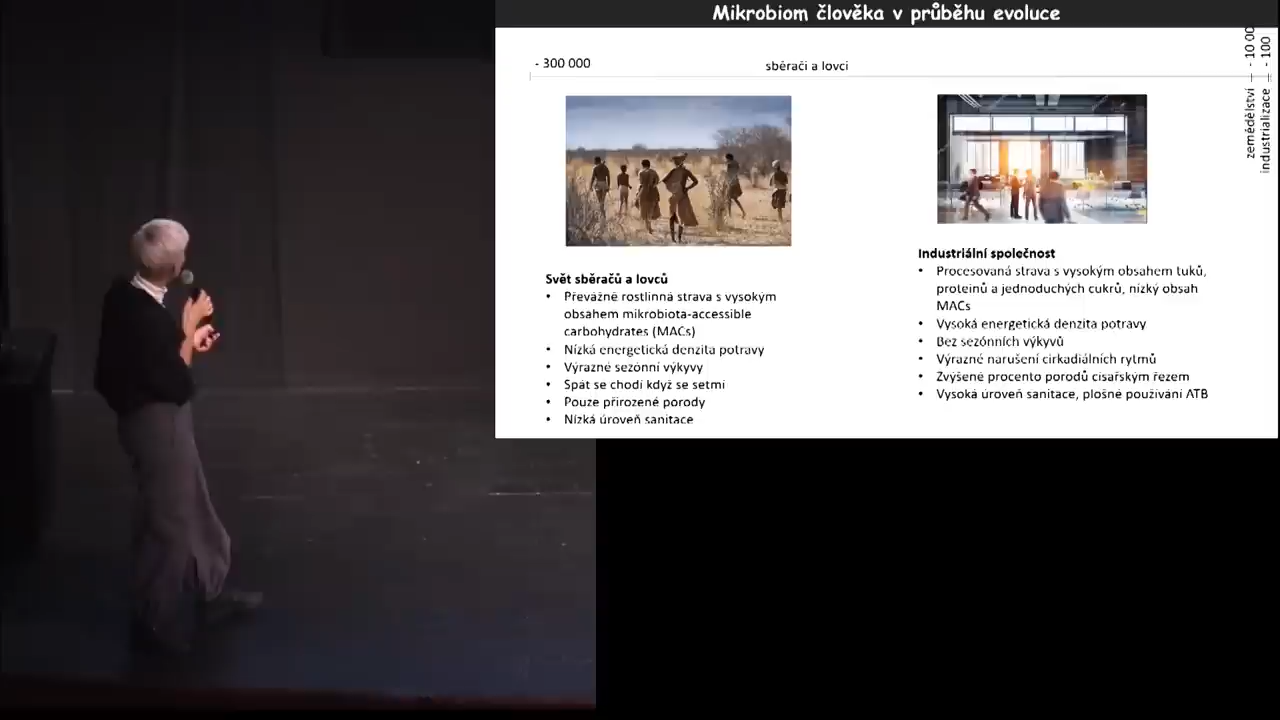 Mikrobiom člověka v průběhu evoluce
- 300 000
sběrači a lovci
- 10 00
- 100
zemědělství
industrializace
Svět sběračů a lovců
• Převážně rostlinná strava s vysokým
obsahem mikrobiota-accessible
carbohydrates (MACs)
• Nízká energetická denzita potravy
• Výrazné sezónní výkyvy
• Spát se chodí když se setmí
• Pouze přirozené porody
• Nízká úroveň sanitace
Industriální společnost
• Procesovaná strava s vysokým obsahem tuků,
proteinů a jednoduchých cukrů, nízký obsah
MACs
• Vysoká energetická denzita potravy
• Bez sezónních výkyvů
• Výrazné narušení cirkadiálních rytmů
• Zvýšené procento porodů císařským řezem
• Vysoká úroveň sanitace, plošné používání ATB